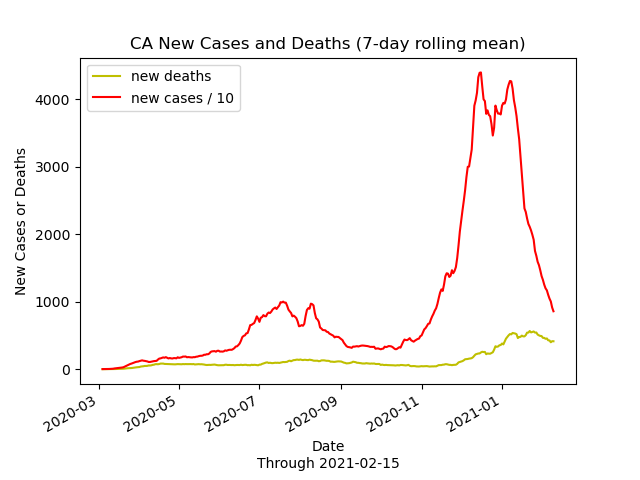 CA New Cases and Deaths (7-day rolling mean)
new deaths
new cases / 10
4000
3000
2000
1000
0
New Cases or Deaths
2020-03
2020-05
2020-07
2020-09
2020-11
2021-01
Date
Through 2021-02-15